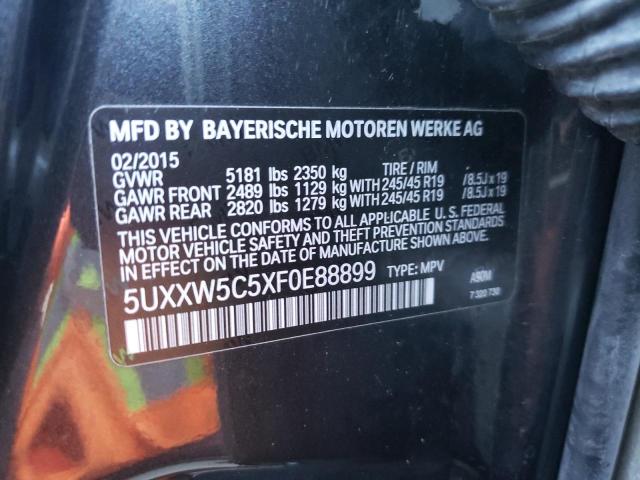 MFD BY BAYERISCHE MOTOREN WERKE AG
02/2015 TIRE / RIM
GVWR 5181 lbs 2350 kg
GAWR FRONT 2489 lbs 1129 kg WITH 245/45 R19 /8.5J x 19
GAWR REAR 2820 lbs 1279 kg WITH 245/45 R19 /8.5J x 19
THIS VEHICLE CONFORMS TO ALL APPLICABLE U.S. FEDERAL
MOTOR VEHICLE SAFETY AND THEFT PREVENTION STANDARDS
IN EFFECT ON THE DATE OF MANUFACTURE SHOWN ABOVE.
5UXXW5C5XF0E88899 TYPE: MPV A90M
7 320 730